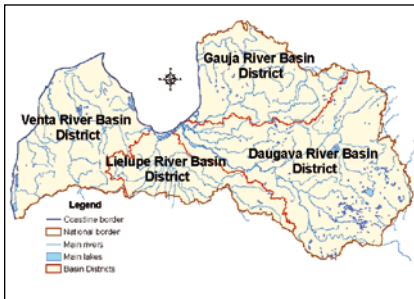 Gauja River Basin
District
Venta River Basin
District
Lielupe River Basin
District
Daugava River Basin
District
Legend
Coastline border
National border
Main rivers
Main lakes
Basin Districts